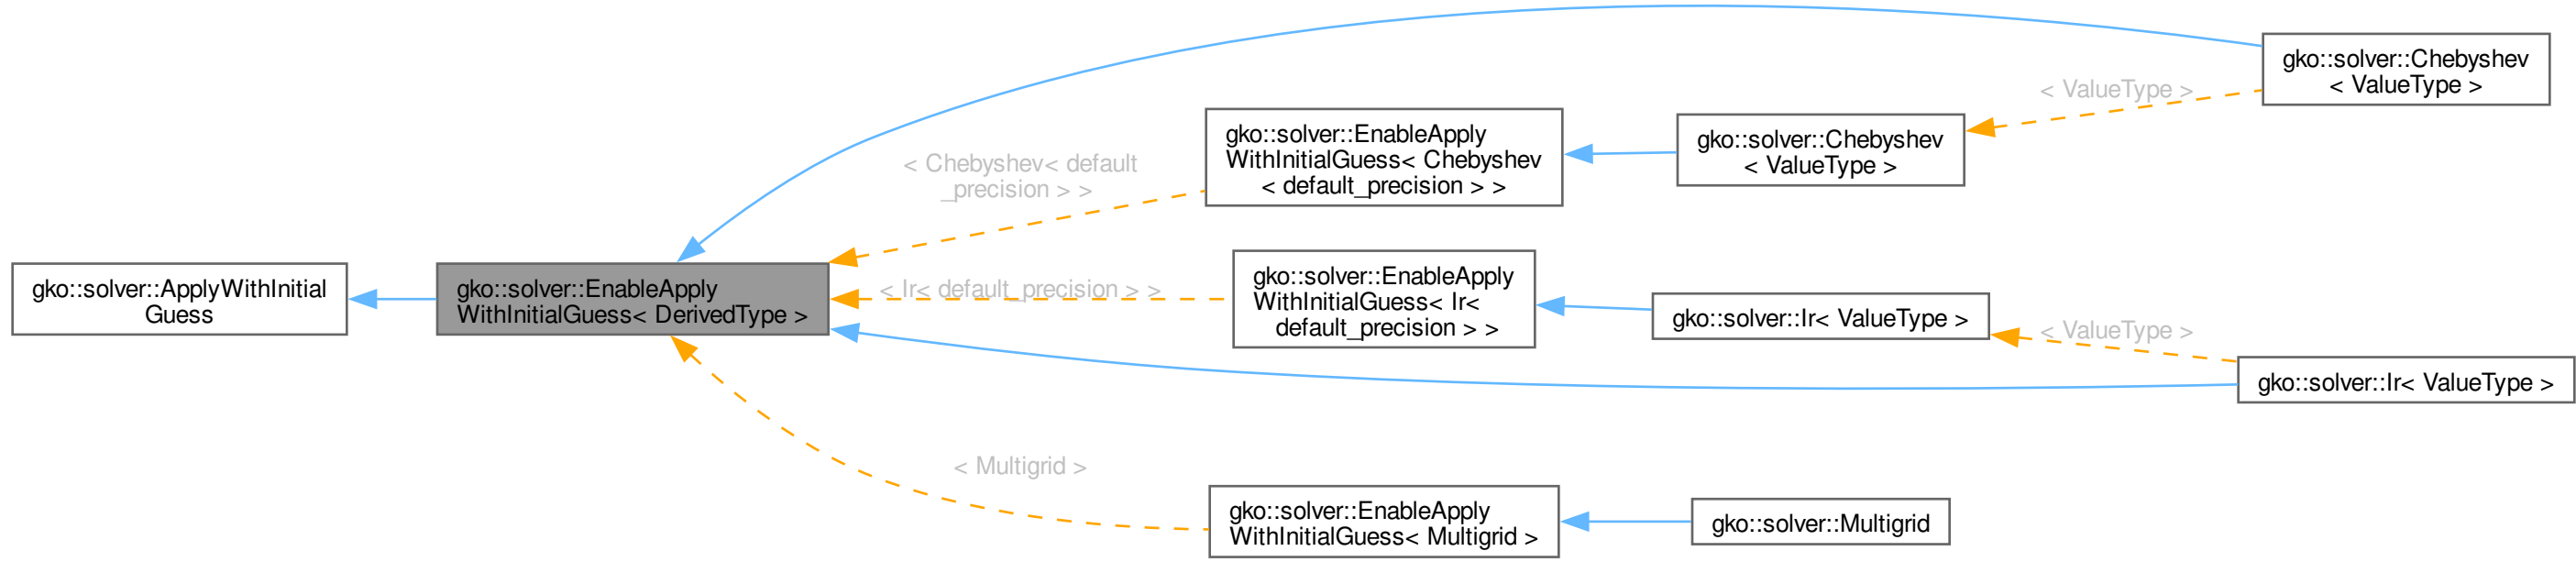 gko::solver::ApplyWithInitial
Guess
gko::solver::EnableApply
WithInitialGuess< DerivedType >
< Chebyshev< default
_precision > >
< Ir< default_precision > >
< Multigrid >
gko::solver::EnableApply
WithInitialGuess< Chebyshev
< default_precision > >
gko::solver::EnableApply
WithInitialGuess< Ir<
default_precision > >
gko::solver::EnableApply
WithInitialGuess< Multigrid >
gko::solver::Chebyshev
< ValueType >
gko::solver::Ir< ValueType >
gko::solver::Multigrid
< ValueType >
< ValueType >
gko::solver::Chebyshev
< ValueType >
gko::solver::Ir< ValueType >